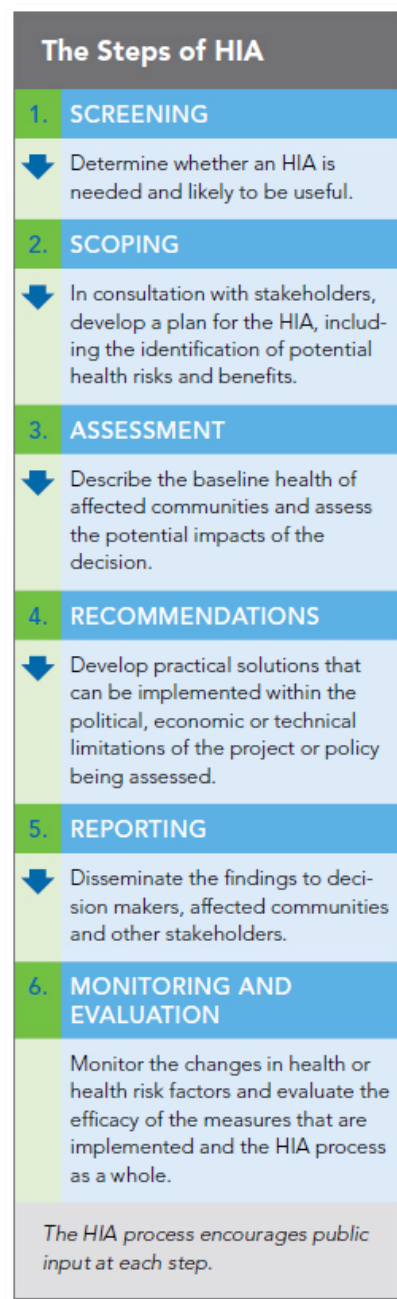 The Steps of HIA
1. SCREENING
Determine whether an HIA is
needed and likely to be useful.
2. SCOPING
In consultation with stakeholders,
develop a plan for the HIA, includ-
ing the identification of potential
health risks and benefits.
3. ASSESSMENT
Describe the baseline health of
affected communities and assess
the potential impacts of the
decision.
4. RECOMMENDATIONS
Develop practical solutions that
can be implemented within the
political, economic or technical
limitations of the project or policy
being assessed.
5. REPORTING
Disseminate the findings to deci-
sion makers, affected communities
and other stakeholders.
6. MONITORING AND
EVALUATION
Monitor the changes in health or
health risk factors and evaluate the
efficacy of the measures that are
implemented and the HIA process
as a whole.
The HIA process encourages public
input at each step.